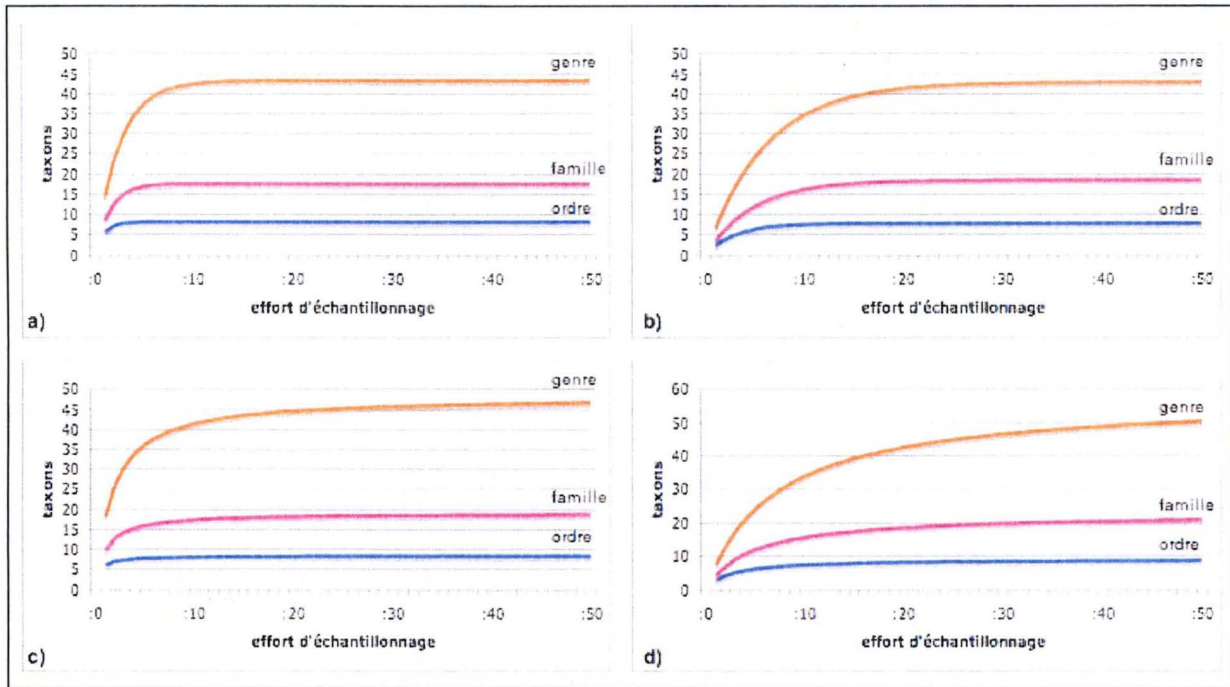 50
45
40
35
30
25
20
15
10
5
0
taxons
genre
famille
ordre
:0 :10 :20 :30 :40 :50
effort d'échantillonnage
a)
50
45
40
35
30
25
20
15
10
5
0
taxons
genre
famille
ordre
:0 :10 :20 :30 :40 :50
effort d'échantillonnage
b)
50
45
40
35
30
25
20
15
10
5
0
taxons
genre
famille
ordre
:0 :10 :20 :30 :40 :50
effort d'échantillonnage
c)
60
50
40
30
20
10
0
taxons
genre
famille
ordre
:0 :10 :20 :30 :40 :50
effort d'échantillonnage
d)